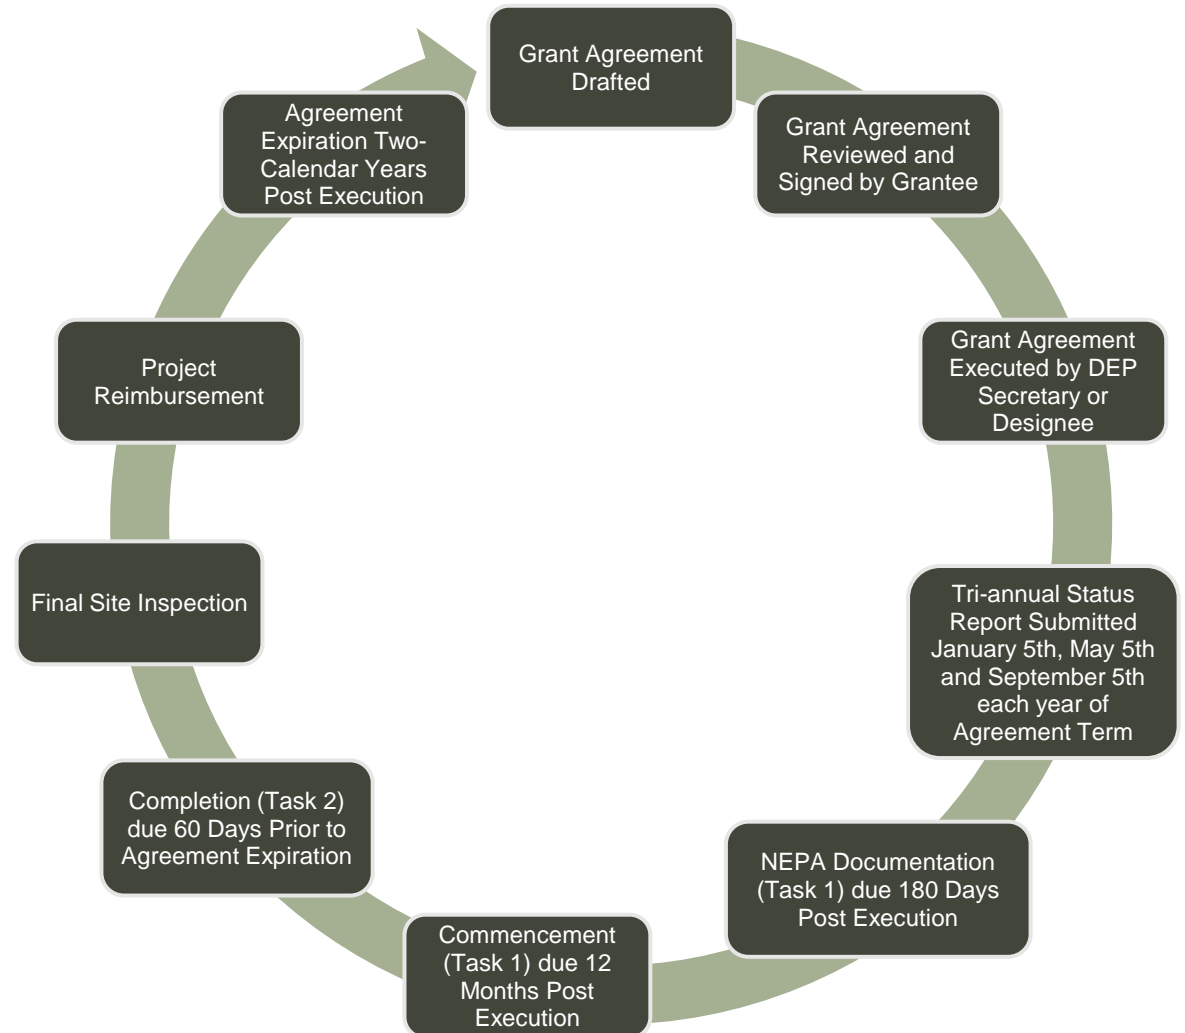 Grant Agreement
Drafted
Grant Agreement
Reviewed and
Signed by Grantee
Grant Agreement
Executed by DEP
Secretary or
Designee
Tri-annual Status
Report Submitted
January 5th, May 5th
and September 5th
each year of
Agreement Term
NEPA Documentation
(Task 1) due 180 Days
Post Execution
Commencement
(Task 1) due 12
Months Post
Execution
Completion (Task 2)
due 60 Days Prior to
Agreement Expiration
Final Site Inspection
Project
Reimbursement
Agreement
Expiration Two-
Calendar Years
Post Execution